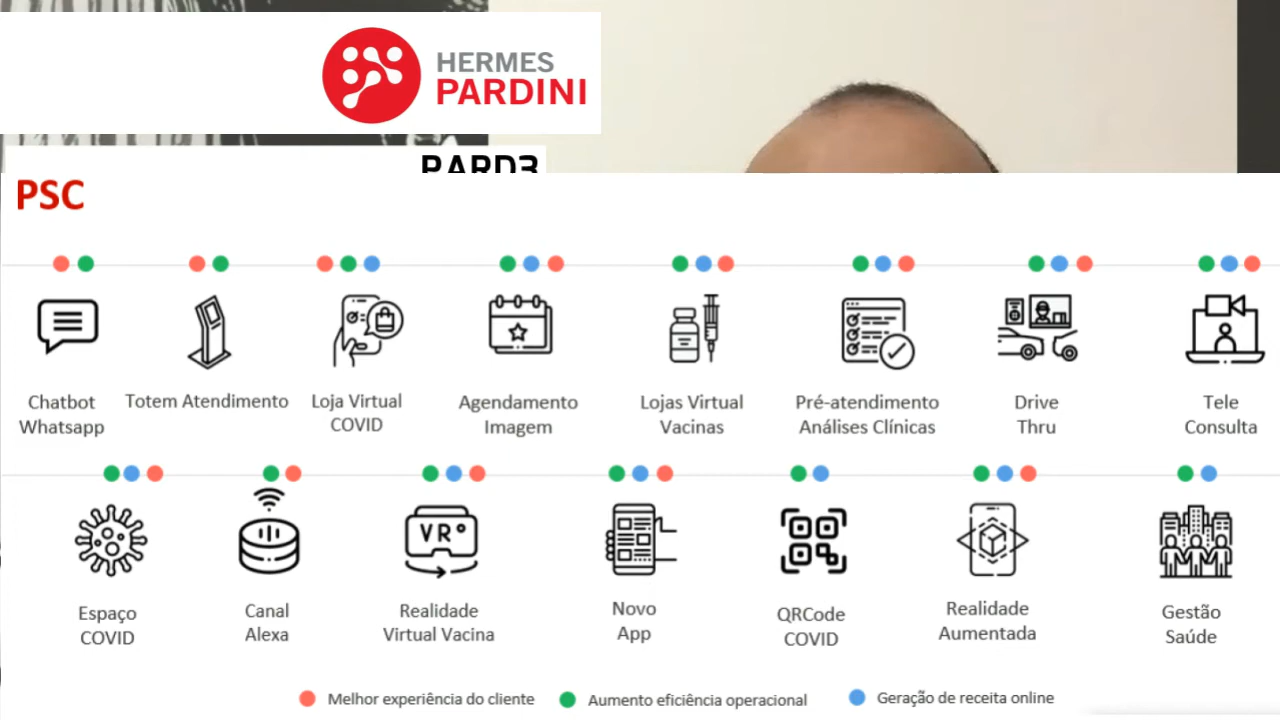 HERMES
PARDINI
PARD3
PSC
Chatbot
Whatsapp
Totem Atendimento
Loja Virtual
COVID
Agendamento
Imagem
Lojas Virtual
Vacinas
Pré-atendimento
Análises Clínicas
Drive
Thru
Tele
Consulta
VR
Espaço
COVID
Canal
Alexa
Realidade
Virtual Vacina
Novo
App
QRCode
COVID
Realidade
Aumentada
Gestão
Saúde
Melhor experiência do cliente
Aumento eficiência operacional
Geração de receita online